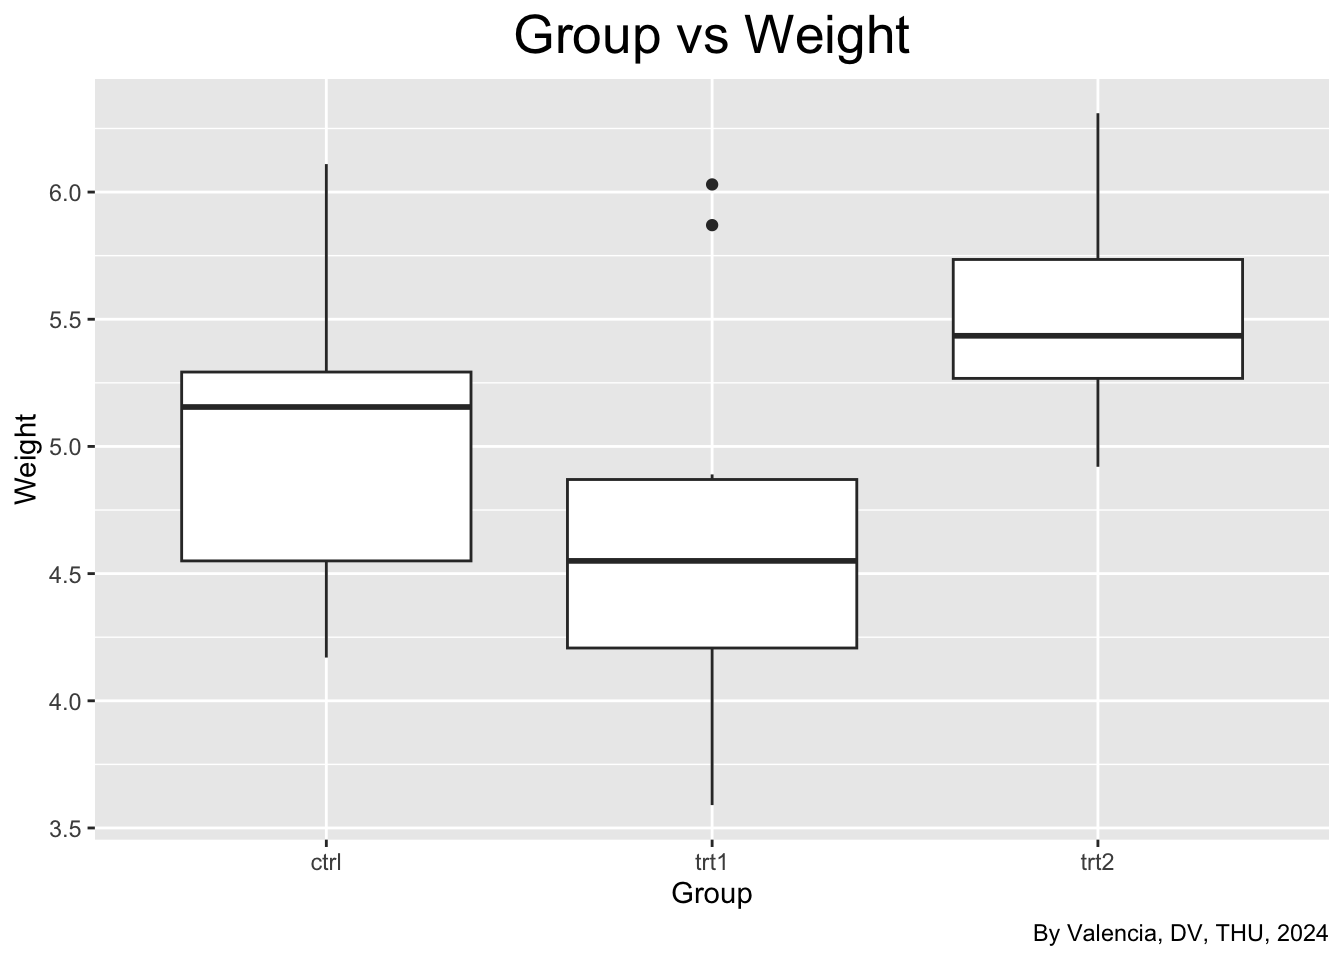 Group vs Weight
Weight
6.0
5.5
5.0
4.5
4.0
3.5
ctrl trt1 trt2
Group
By Valencia, DV, THU, 2024